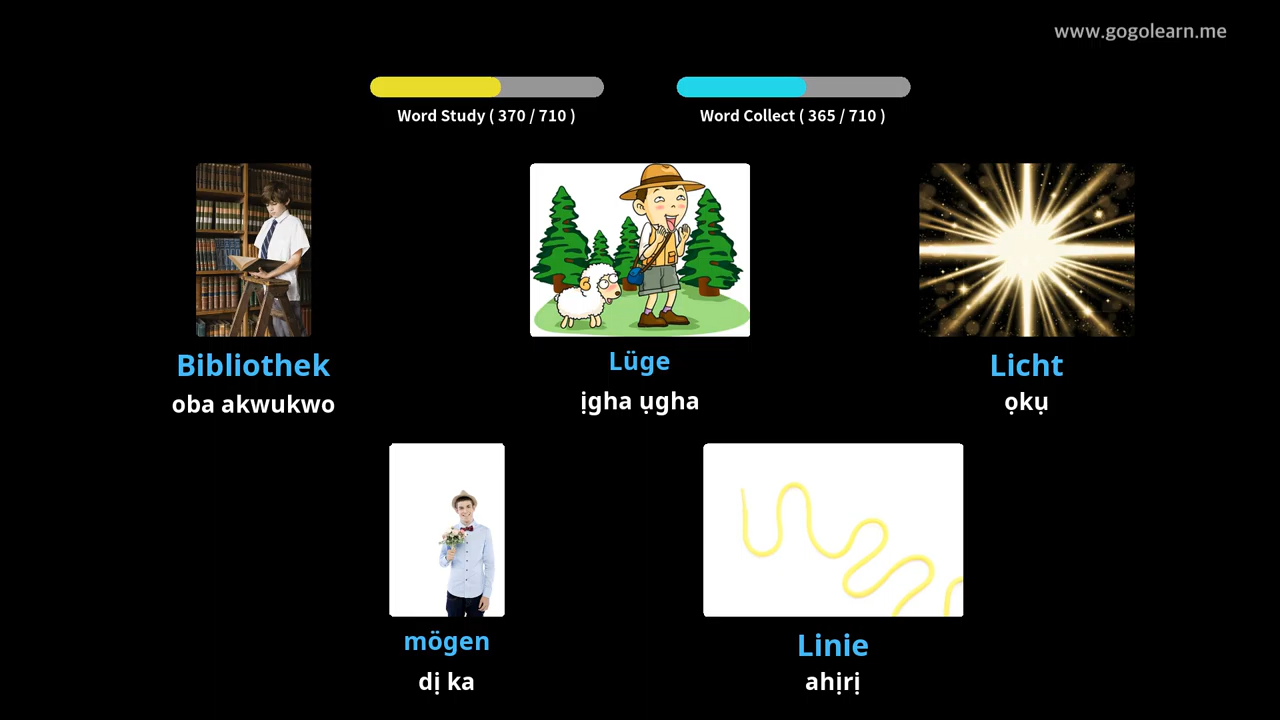 www.gogolearn.me
Word Study ( 370 / 710 )
Word Collect ( 365 / 710 )
Bibliothek
oba akwukwo
Lüge
ịgha ụgha
Licht
ọkụ
mögen
dị ka
Linie
ahịrị